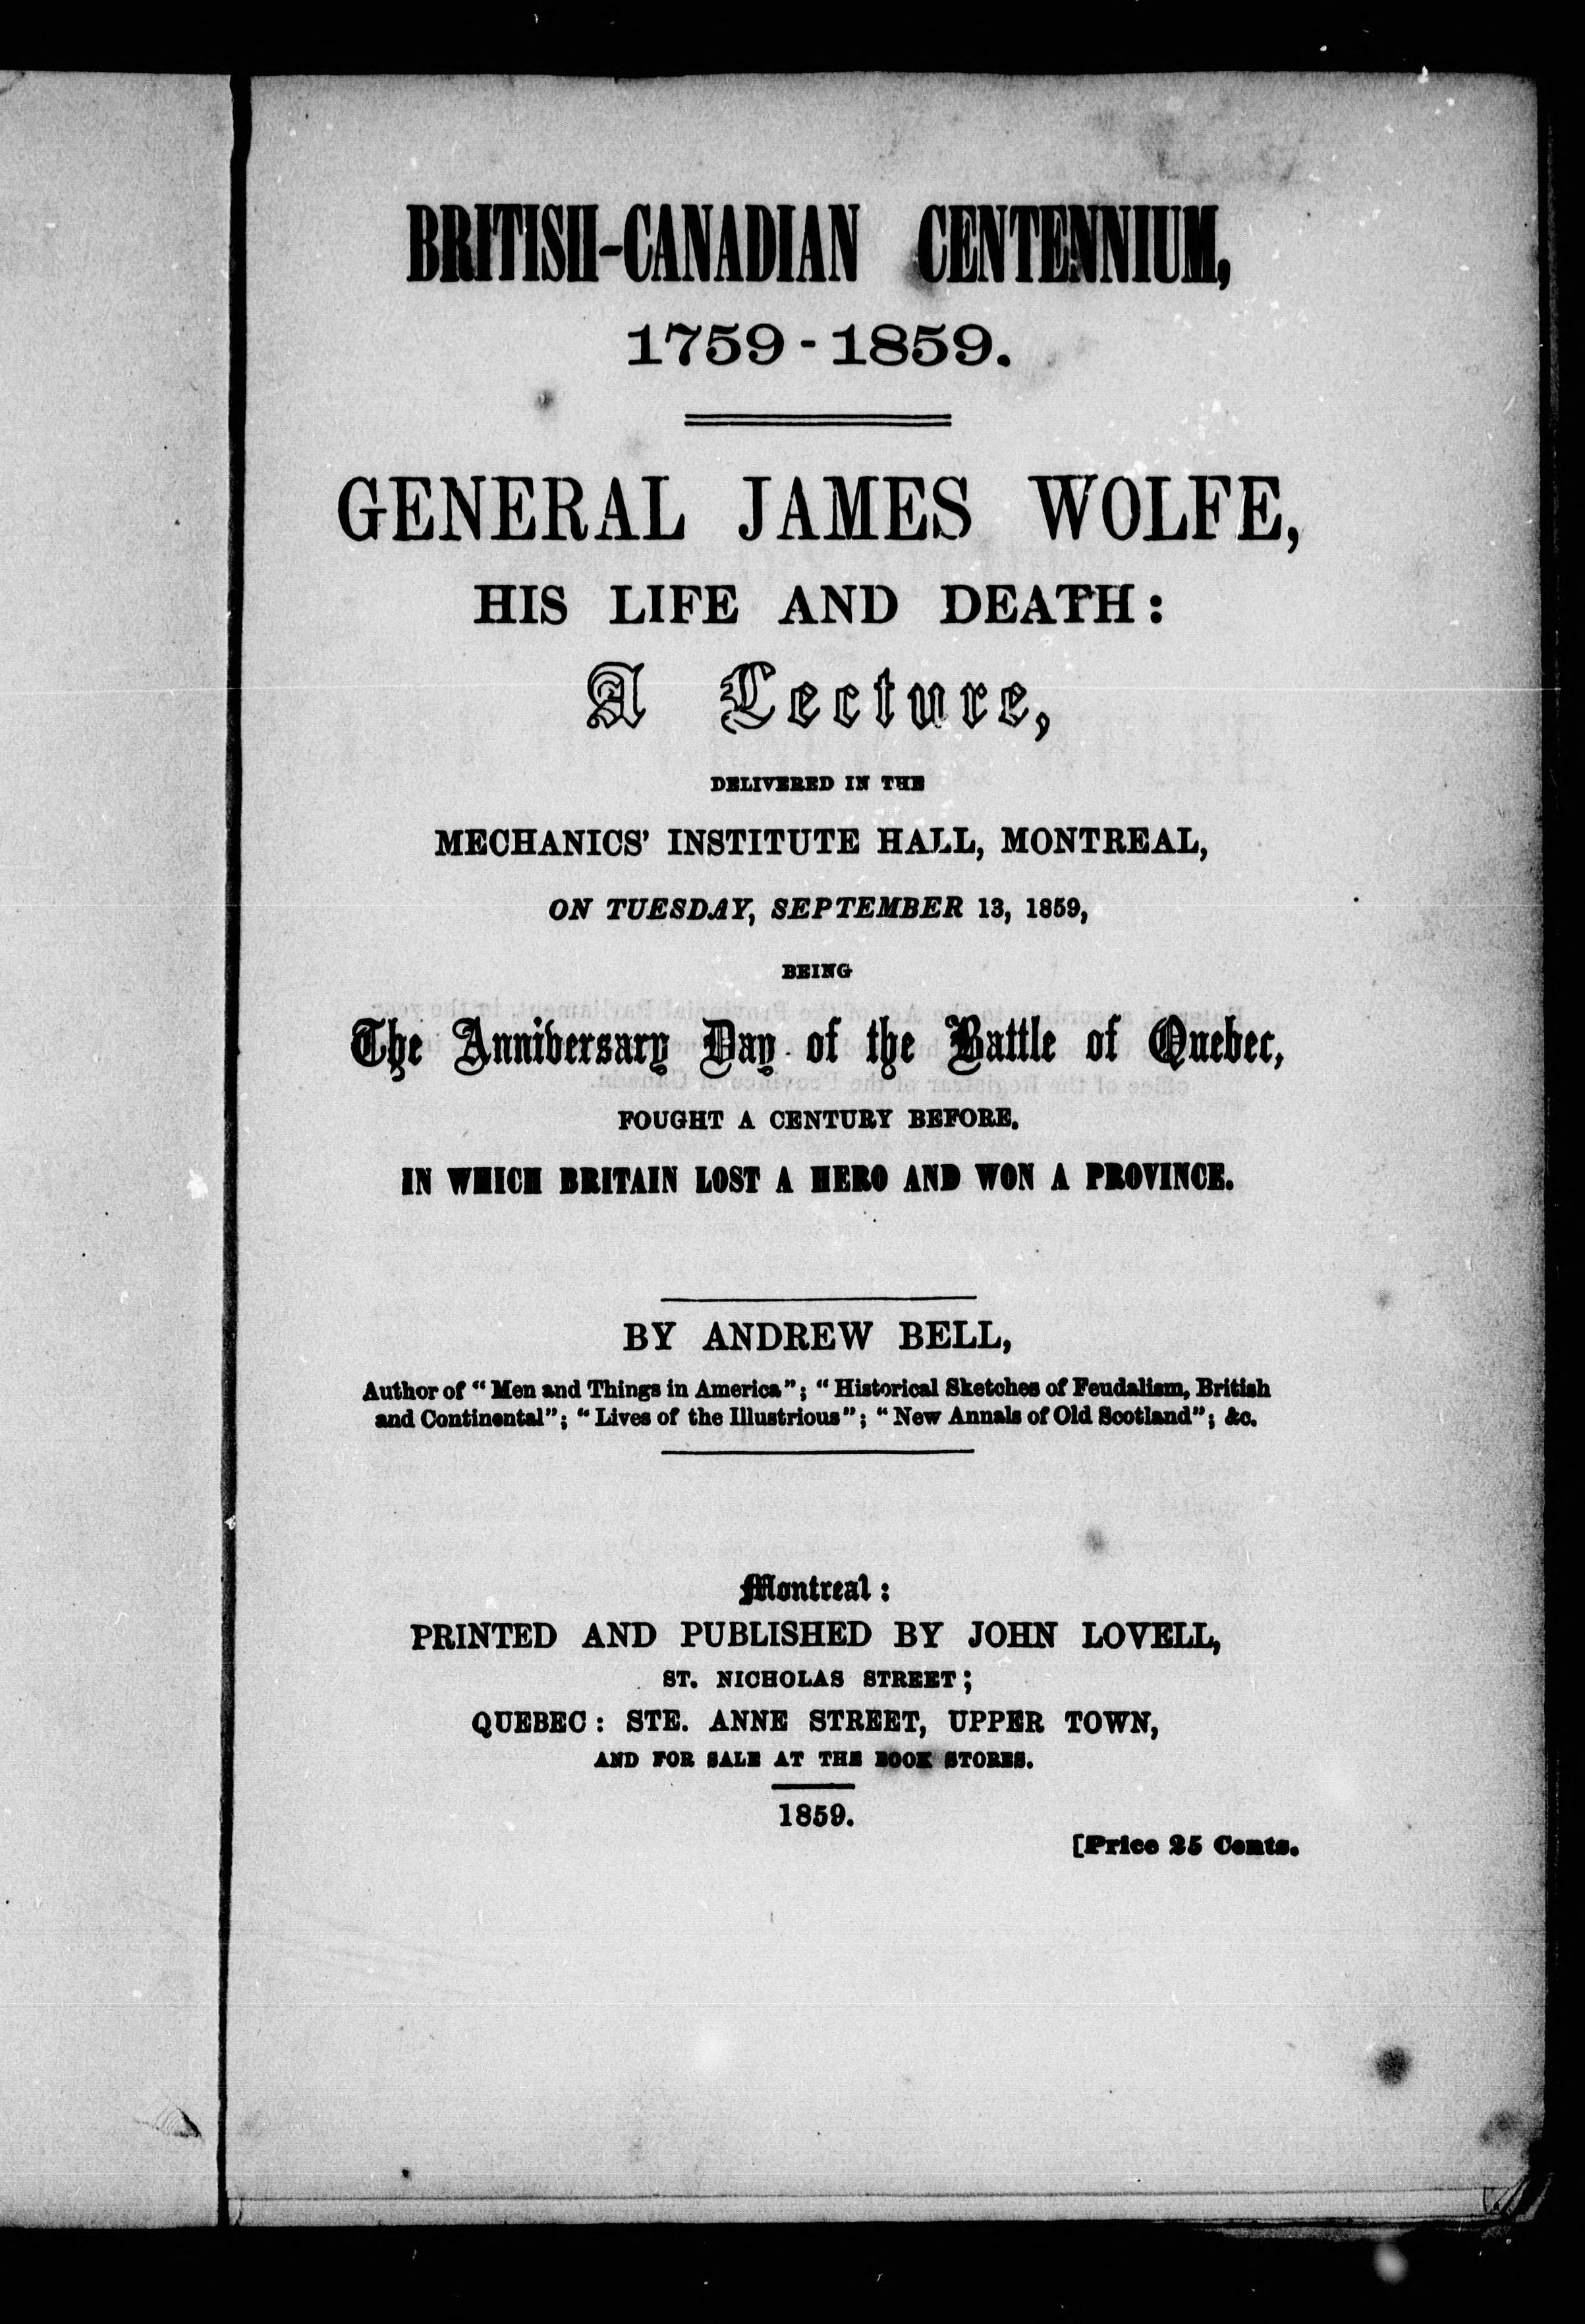 BRITISH-CANADIAN CENTENNIUM,
1759-1859.
GENERAL JAMES WOLFE,
HIS LIFE AND DEATH:
A Lecture,
DELIVERED IN THE
MECHANICS' INSTITUTE HALL, MONTREAL,
ON TUESDAY, SEPTEMBER 13, 1859,
BEING
The Anniversary Day of the Battle of Quebec,
FOUGHT A CENTURY BEFORE,
IN WHICH BRITAIN LOST A HERO AND WON A PROVINCE.
BY ANDREW BELL,
Author of "Men and Things in America"; "Historical Sketches of Feudalism, British
and Continental"; "Lives of the Illustrious"; "New Annals of Old Scotland"; &c.
Montreal:
PRINTED AND PUBLISHED BY JOHN LOVELL,
ST. NICHOLAS STREET;
QUEBEC: STE. ANNE STREET, UPPER TOWN,
AND FOR SALE AT THE BOOK STORES.
1859.
[Price 25 Cents.